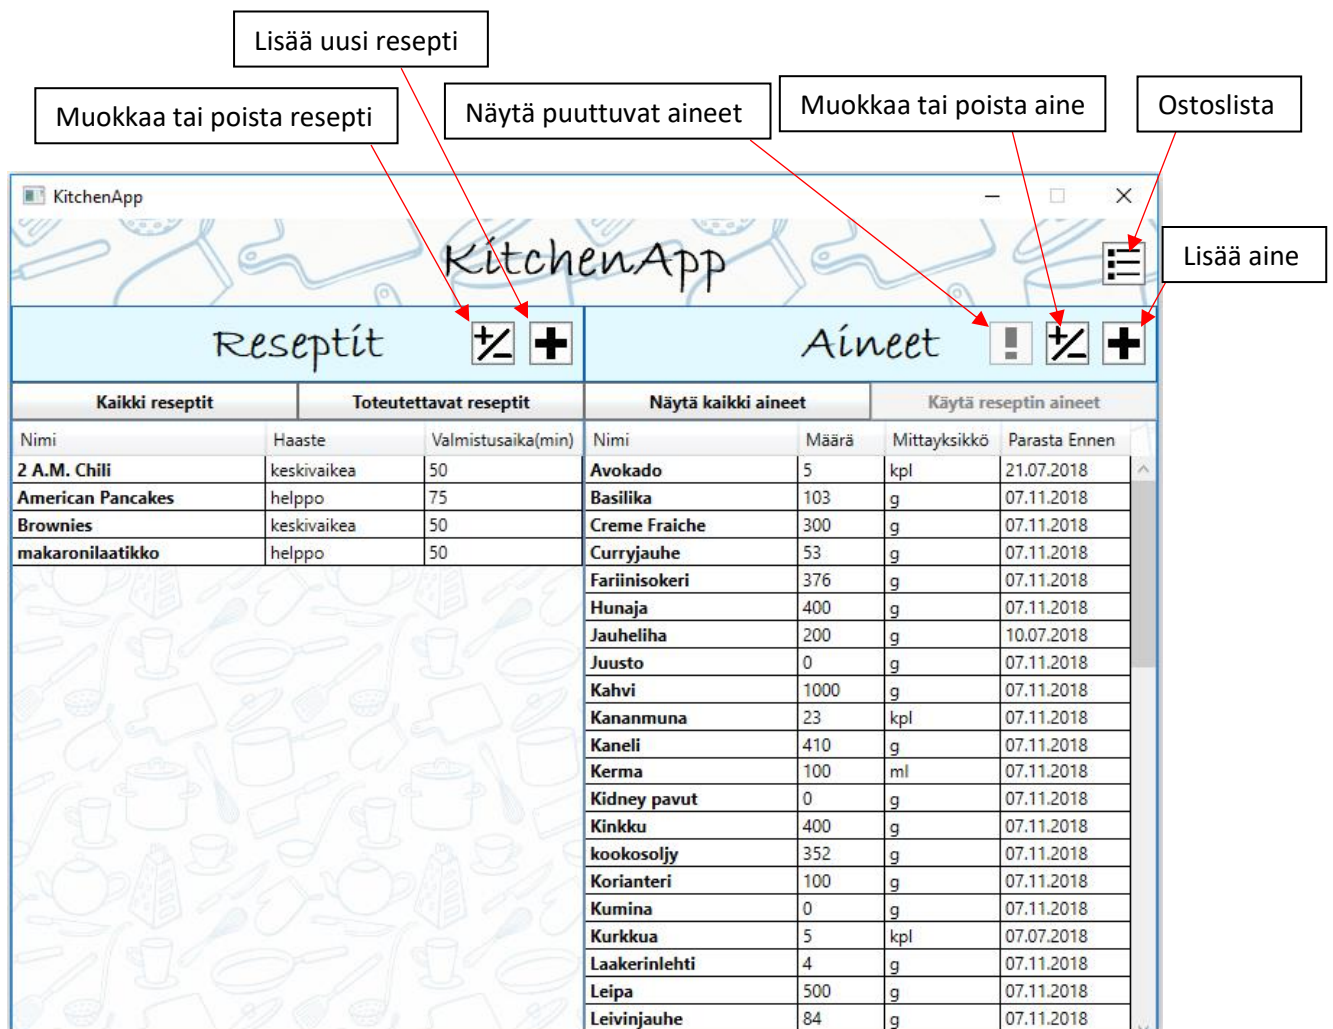 Lisää uusi resepti
Muokkaa tai poista resepti
Näytä puuttuvat aineet
Muokkaa tai poista aine
Ostoslista
KitchenApp
KitchenApp
Lisää aine
Reseptit
Aineet
Kaikki reseptit Toteutettavat reseptit Näytä kaikki aineet Käytä reseptin aineet
Nimi Haaste Valmistusaika(min) Nimi Määrä Mittayksikkö Parasta Ennen
2 A.M. Chili keskivaikea 50 Avokado 5 kpl 21.07.2018
American Pancakes helppo 75 Basilika 103 g 07.11.2018
Brownies keskivaikea 50 Creme Fraiche 300 g 07.11.2018
makaronilaatikko helppo 50 Curryjauhe 53 g 07.11.2018
Fariinisokeri 376 g 07.11.2018
Hunaja 400 g 07.11.2018
Jauheliha 200 g 10.07.2018
Juusto 0 g 07.11.2018
Kahvi 1000 g 07.11.2018
Kananmuna 23 kpl 07.11.2018
Kaneli 410 g 07.11.2018
Kerma 100 ml 07.11.2018
Kidney pavut 0 g 07.11.2018
Kinkku 400 g 07.11.2018
kookosoljy 352 g 07.11.2018
Korianteri 100 g 07.11.2018
Kumina 0 g 07.11.2018
Kurkkua 5 kpl 07.07.2018
Laakerinlehti 4 g 07.11.2018
Leipa 500 g 07.11.2018
Leivinjauhe 84 g 07.11.2018